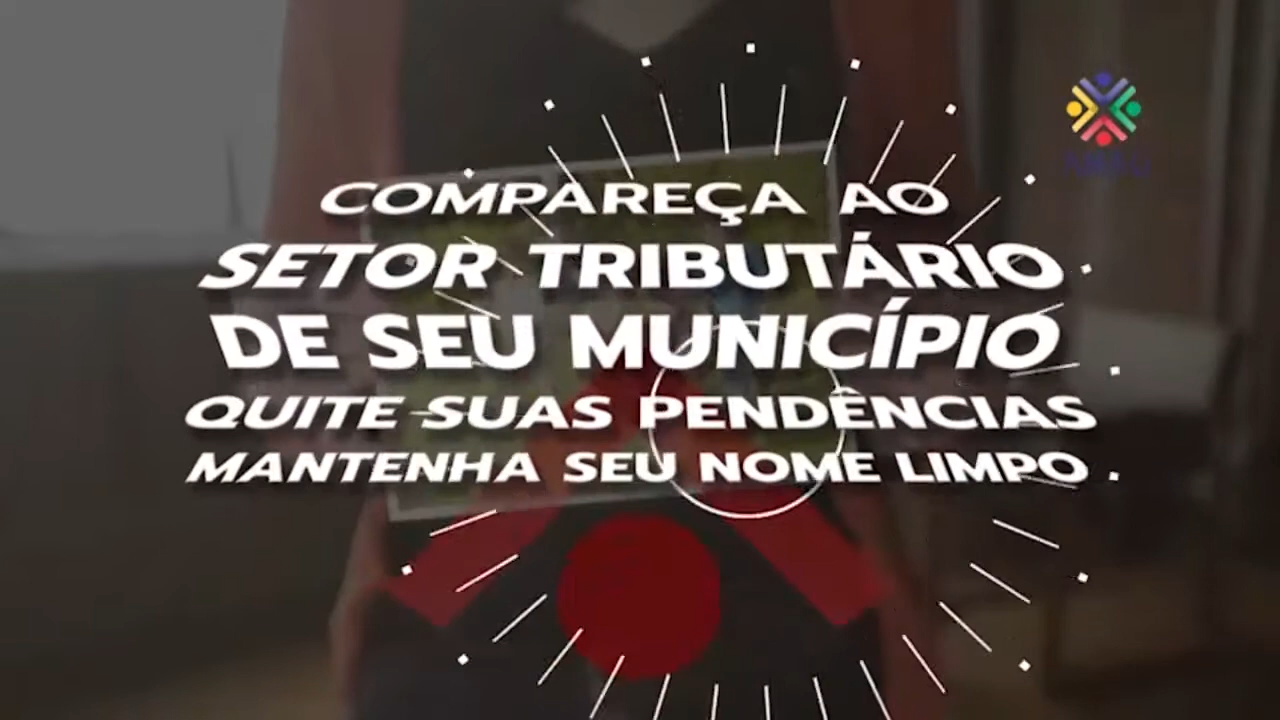 COMPAREÇA AO
SETOR TRIBUTÁRIO
DE SEU MUNICÍPIO
QUITE SUAS PENDÊNCIAS
MANTENHA SEU NOME LIMPO